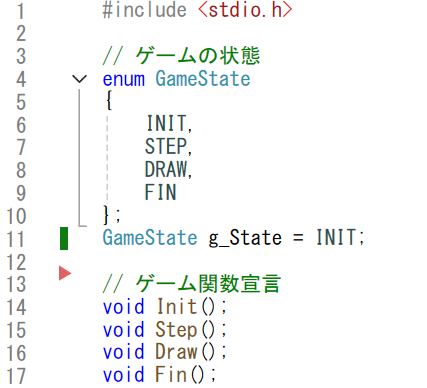 1 #include <stdio.h>
2
3 // ゲームの状態
4 enum GameState
5 {
6 INIT,
7 STEP,
8 DRAW,
9 FIN
10 };
11 GameState g_State = INIT;
12
13 // ゲーム関数宣言
14 void Init();
15 void Step();
16 void Draw();
17 void Fin();